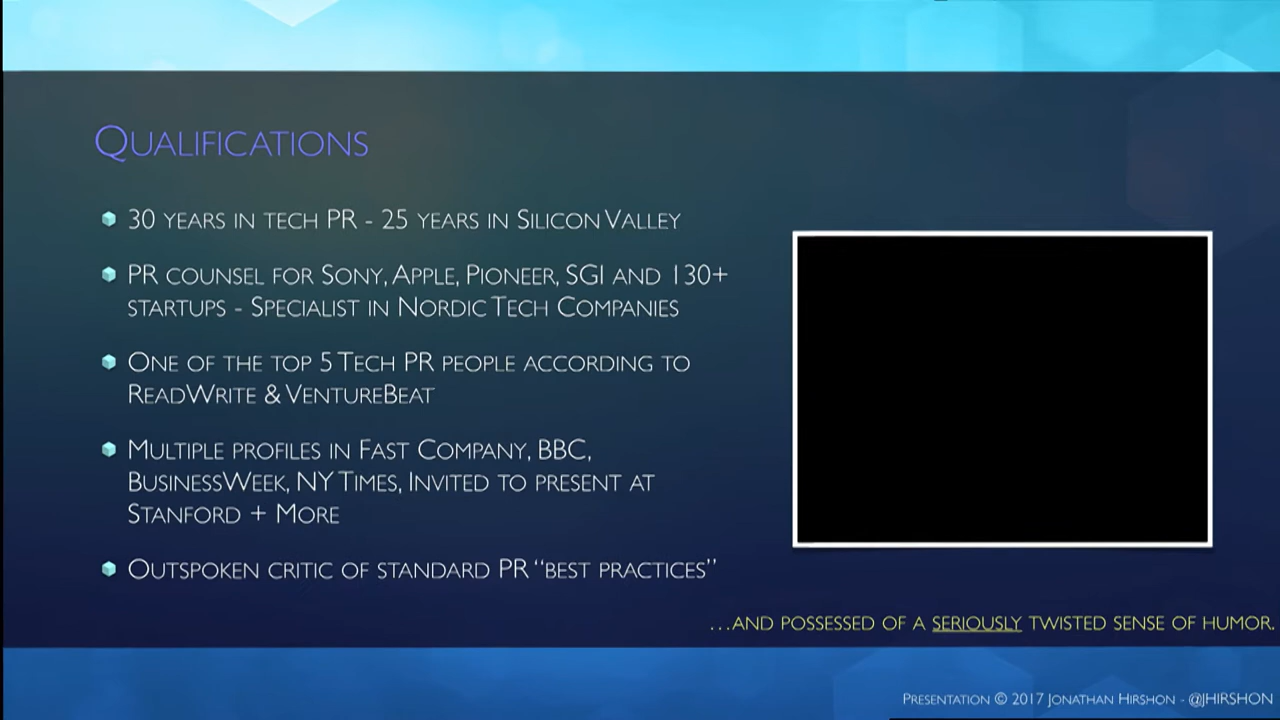 QUALIFICATIONS
30 YEARS IN TECH PR - 25 YEARS IN SILICON VALLEY
PR COUNSEL FOR SONY, APPLE, PIONEER, SGI AND 130+
STARTUPS - SPECIALIST IN NORDIC TECH COMPANIES
ONE OF THE TOP 5 TECH PR PEOPLE ACCORDING TO
READWRITE & VENTUREBEAT
MULTIPLE PROFILES IN FAST COMPANY, BBC,
BUSINESSWEEK, NY TIMES, INVITED TO PRESENT AT
STANFORD + MORE
OUTSPOKEN CRITIC OF STANDARD PR “BEST PRACTICES”
…AND POSSESSED OF A SERIOUSLY TWISTED SENSE OF HUMOR.
PRESENTATION © 2017 JONATHAN HIRSHON - @JHIRSHON